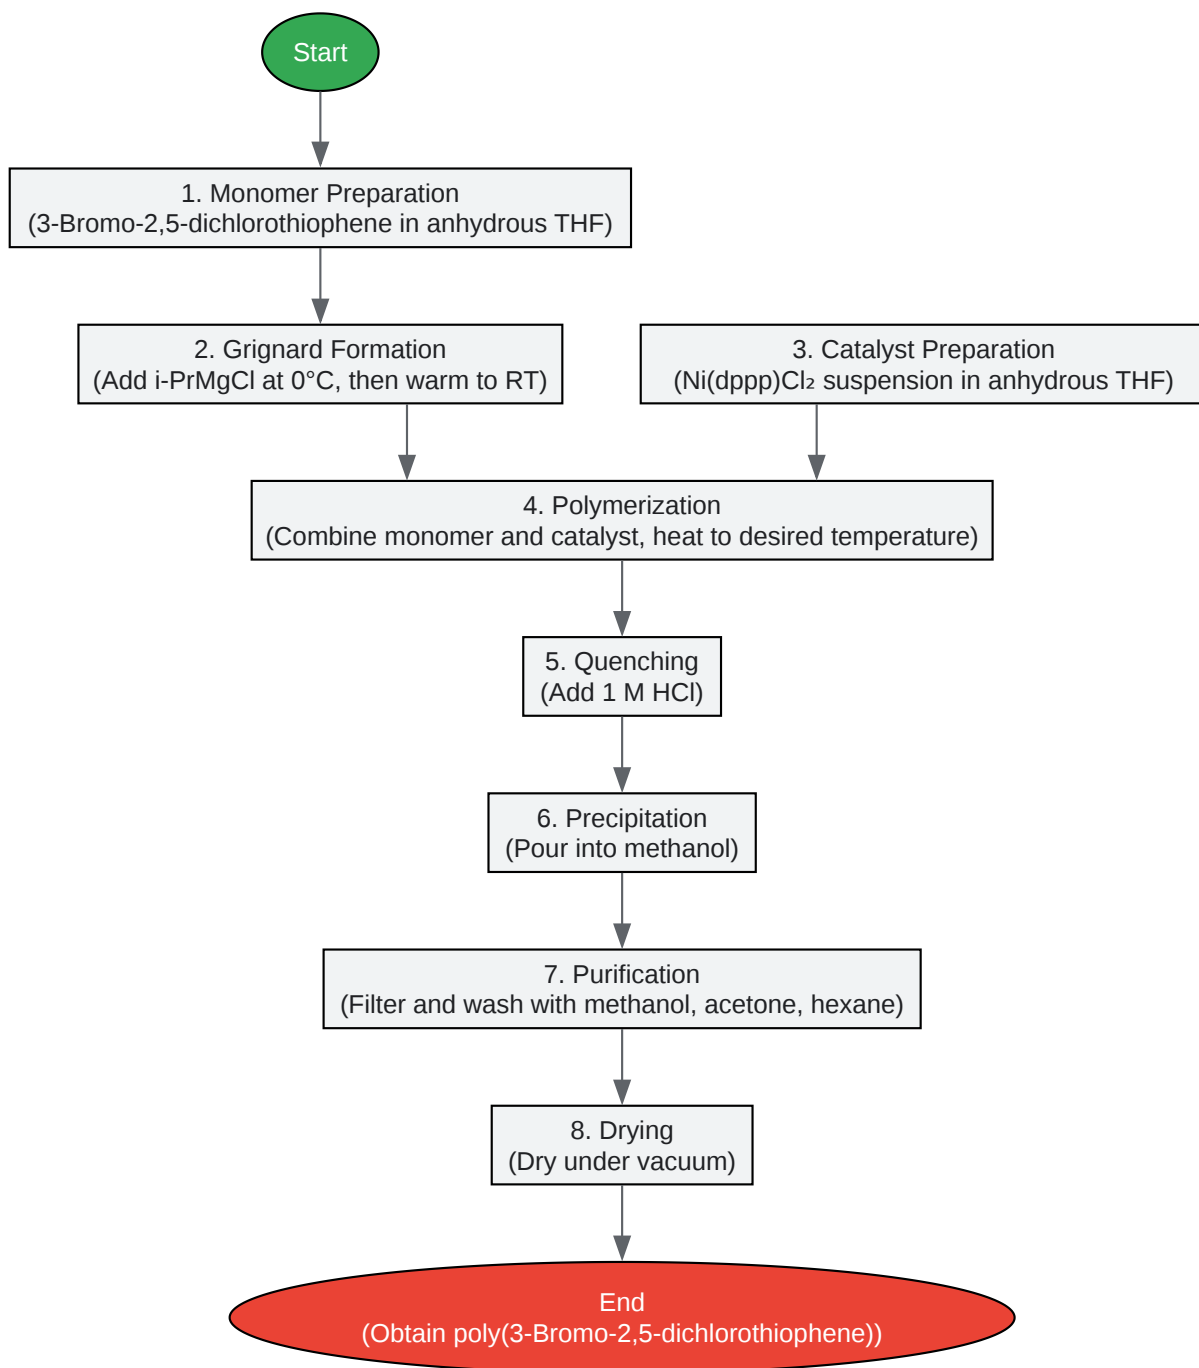 Start
1. Monomer Preparation
(3-Bromo-2,5-dichlorothiophene in anhydrous THF)
2. Grignard Formation
(Add i-PrMgCl at 0°C, then warm to RT)
3. Catalyst Preparation
(Ni(dppp)Cl₂ suspension in anhydrous THF)
4. Polymerization
(Combine monomer and catalyst, heat to desired temperature)
5. Quenching
(Add 1 M HCl)
6. Precipitation
(Pour into methanol)
7. Purification
(Filter and wash with methanol, acetone, hexane)
8. Drying
(Dry under vacuum)
End
(Obtain poly(3-Bromo-2,5-dichlorothiophene))